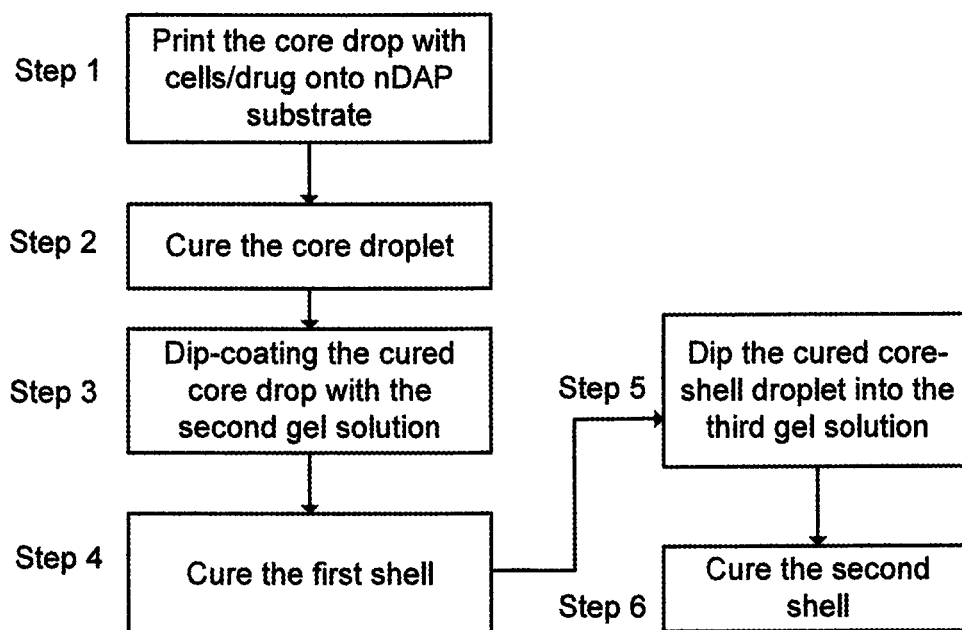 Step 1
Print the core drop with
cells/drug onto nDAP
substrate
Step 2
Cure the core droplet
Step 3
Dip-coating the cured
core drop with the
second gel solution
Step 4
Cure the first shell
Step 5
Dip the cured core-
shell droplet into the
third gel solution
Step 6
Cure the second
shell